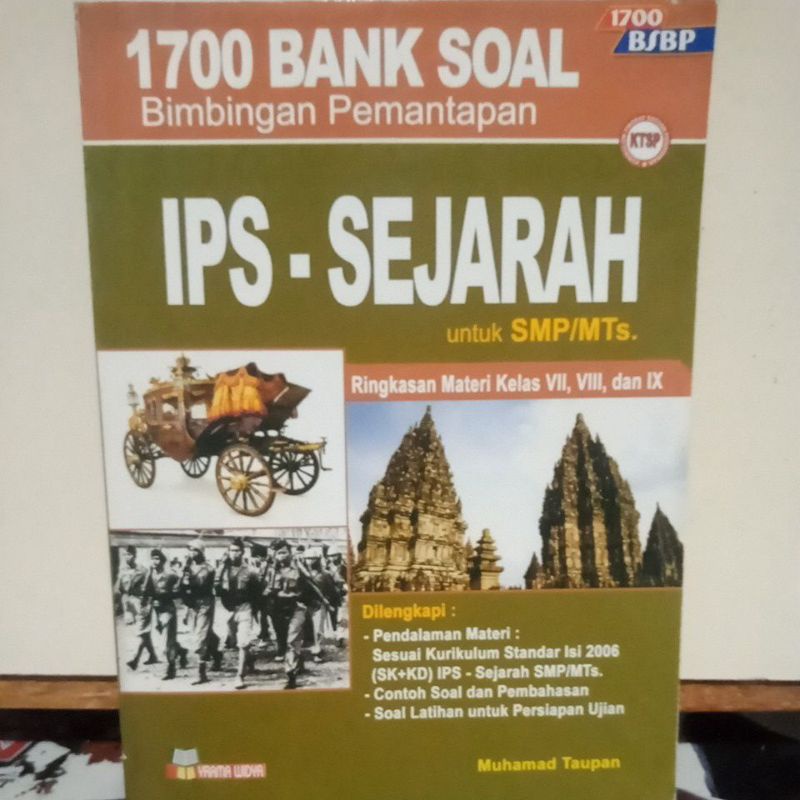 1700
BSBP
1700 BANK SOAL
Bimbingan Pemantapan
KTSP
IPS - SEJARAH
untuk SMP/MTs.
Ringkasan Materi Kelas VII, VIII, dan IX
Dilengkapi :
- Pendalaman Materi :
Sesuai Kurikulum Standar Isi 2006
(SK+KD) IPS - Sejarah SMP/MTs.
- Contoh Soal dan Pembahasan
- Soal Latihan untuk Persiapan Ujian
YRAMA WIDYA
Muhamad Taupan